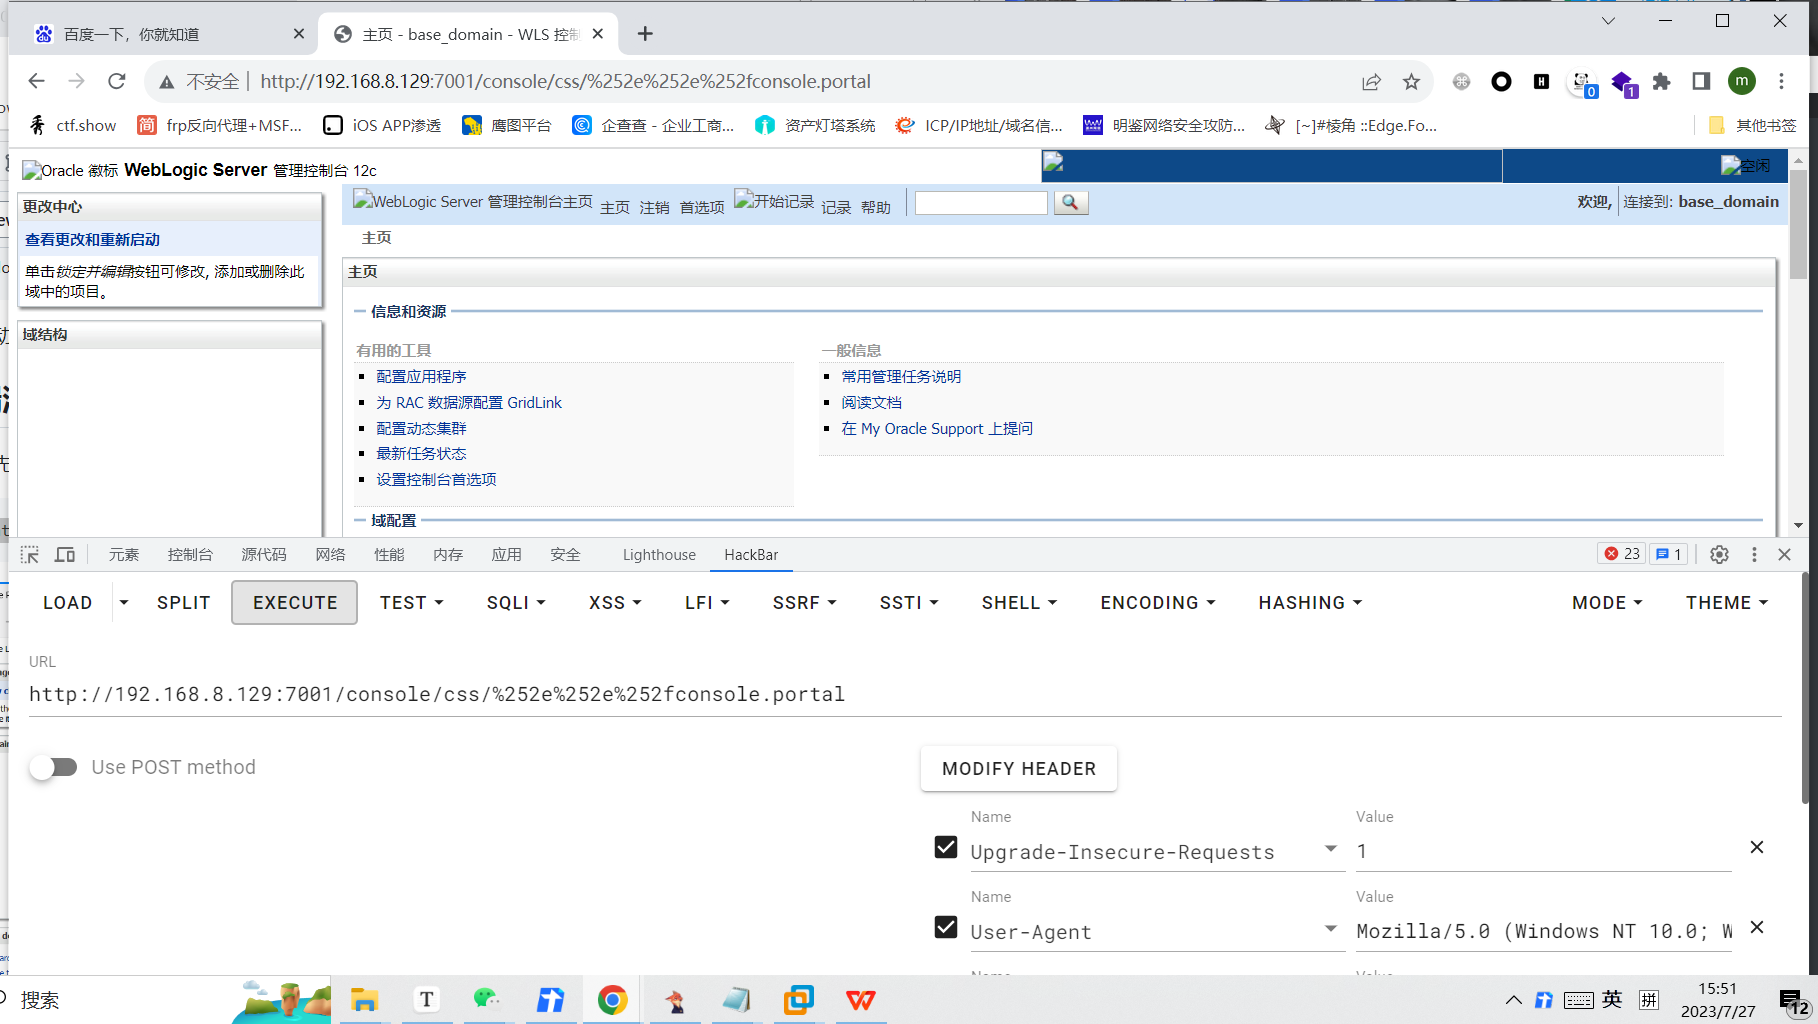 百度一下，你就知道
主页 - base_domain - WLS 控制
不安全
http://192.168.8.129:7001/console/css/%252e%252e%252fconsole.portal
0
1
m
ctf.show
frp反向代理+MSF...
iOS APP渗透
鹰图平台
企查查 - 企业工商...
资产灯塔系统
ICP/IP地址/域名信...
明鉴网络安全攻防...
[~]#棱角 ::Edge.Fo...
其他书签
Oracle 徽标 WebLogic Server 管理控制台 12c
空闲
更改中心
查看更改和重新启动
单击锁定并编辑按钮可修改, 添加或删除此
域中的项目。
域结构
WebLogic Server 管理控制台主页 主页 注销 首选项 开始记录 记录 帮助
欢迎, 连接到: base_domain
主页
主页
信息和资源
有用的工具
配置应用程序
为 RAC 数据源配置 GridLink
配置动态集群
最新任务状态
设置控制台首选项
一般信息
常用管理任务说明
阅读文档
在 My Oracle Support 上提问
域配置
元素 控制台 源代码 网络 性能 内存 应用 安全 Lighthouse HackBar
23
1
LOAD SPLIT EXECUTE TEST SQLI XSS LFI SSRF SSTI SHELL ENCODING HASHING MODE THEME
URL
http://192.168.8.129:7001/console/css/%252e%252e%252fconsole.portal
Use POST method
MODIFY HEADER
Name Value
Upgrade-Insecure-Requests 1
Name Value
User-Agent Mozilla/5.0 (Windows NT 10.0; W
搜索
英
拼
15:51
2023/7/27
12